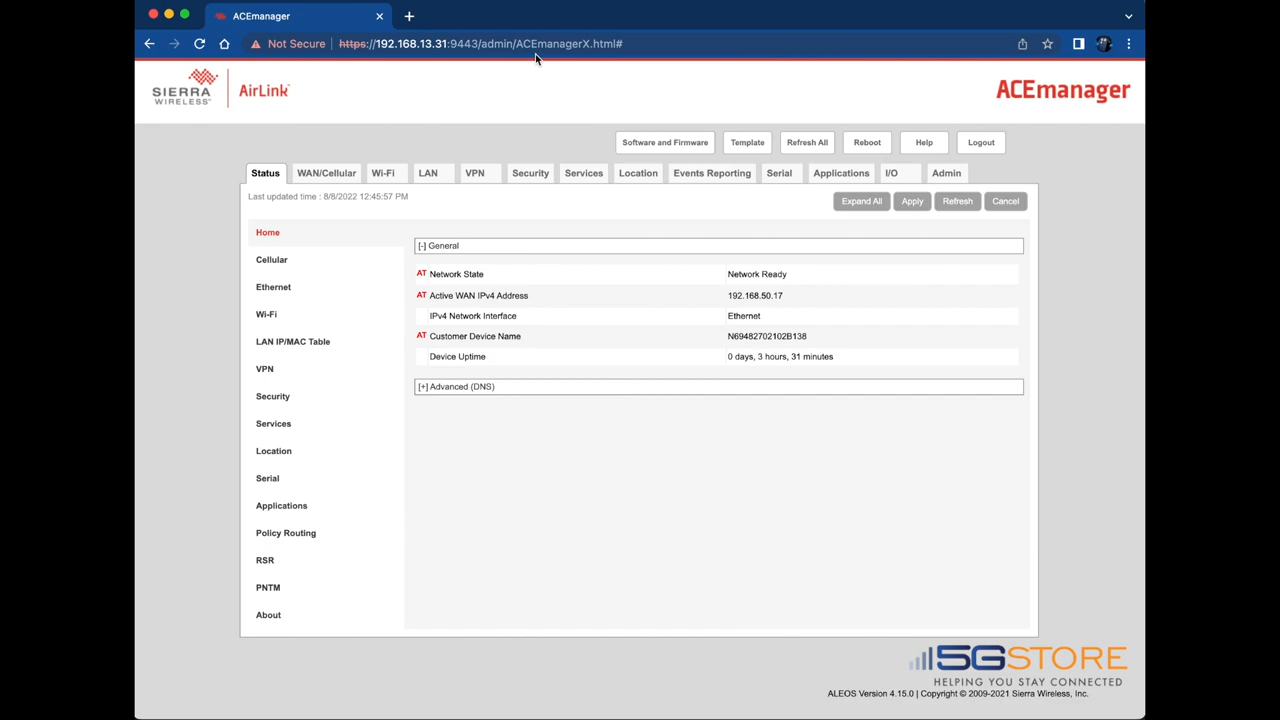 ACEmanager
Not Secure https://192.168.13.31:9443/admin/ACEmanagerX.html#
SIERRA WIRELESS AirLink
ACEmanager
Software and Firmware Template Refresh All Reboot Help Logout
Status WAN/Cellular Wi-Fi LAN VPN Security Services Location Events Reporting Serial Applications I/O Admin
Last updated time : 8/8/2022 12:45:57 PM
Expand All Apply Refresh Cancel
Home
Cellular
Ethernet
Wi-Fi
LAN IP/MAC Table
VPN
Security
Services
Location
Serial
Applications
Policy Routing
RSR
PNTM
About
[-] General
AT Network State Network Ready
AT Active WAN IPv4 Address 192.168.50.17
IPv4 Network Interface Ethernet
AT Customer Device Name N69482702102B138
Device Uptime 0 days, 3 hours, 31 minutes
[+] Advanced (DNS)
5GSTORE
HELPING YOU STAY CONNECTED
ALEOS Version 4.15.0 | Copyright © 2009-2021 Sierra Wireless, Inc.